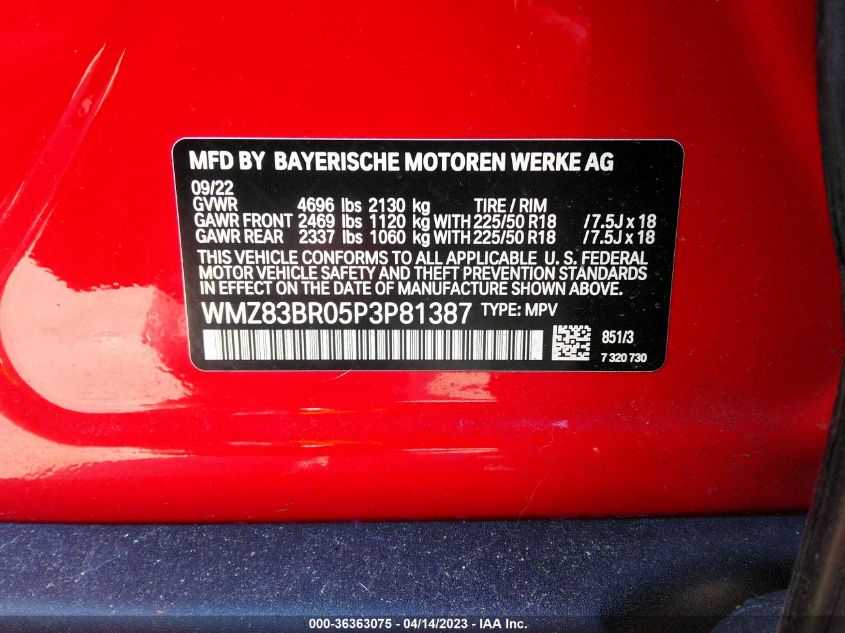 MFD BY BAYERISCHE MOTOREN WERKE AG
09/22
GVWR 4696 lbs 2130 kg TIRE / RIM
GAWR FRONT 2469 lbs 1120 kg WITH 225/50 R18 /7.5J x 18
GAWR REAR 2337 lbs 1060 kg WITH 225/50 R18 /7.5J x 18
THIS VEHICLE CONFORMS TO ALL APPLICABLE U. S. FEDERAL
MOTOR VEHICLE SAFETY AND THEFT PREVENTION STANDARDS
IN EFFECT ON THE DATE OF MANUFACTURE SHOWN ABOVE.
WMZ83BR05P3P81387 TYPE: MPV
851/3
7 320 730
000-36363075 - 04/14/2023 - IAA Inc.